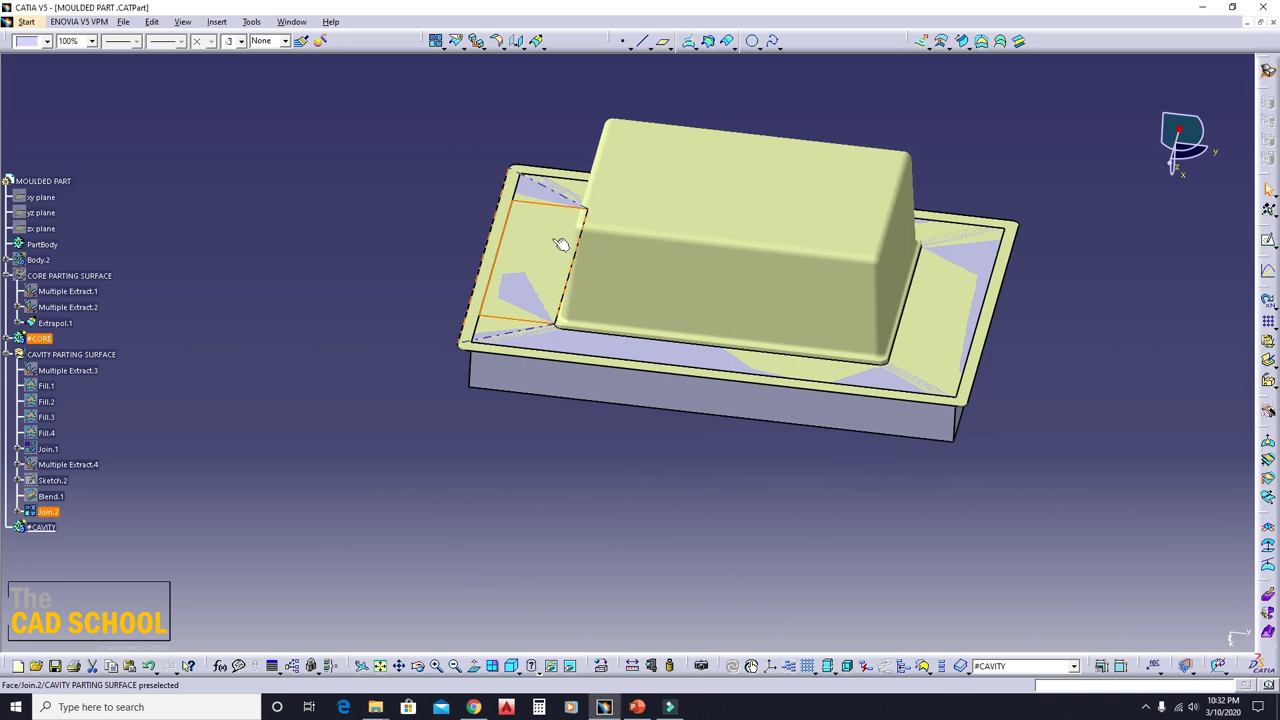 CATIA V5 - [MOULDED PART .CATPart]
Start
ENOVIA V5 VPM
File
Edit
View
Insert
Tools
Window
Help
100%
.3
None
MOULDED PART
xy plane
yz plane
zx plane
PartBody
Body.2
CORE PARTING SURFACE
Multiple Extract.1
Multiple Extract.2
Extrapol.1
#CORE
CAVITY PARTING SURFACE
Multiple Extract.3
Fill.1
Fill.2
Fill.3
Fill.4
Join.1
Multiple Extract.4
Sketch.2
Blend.1
Join.2
#CAVITY
y
z
x
The
CAD SCHOOL
f(x)
#CAVITY
CATIA
Face/Join.2/CAVITY PARTING SURFACE preselected
Type here to search
10:32 PM
3/10/2020